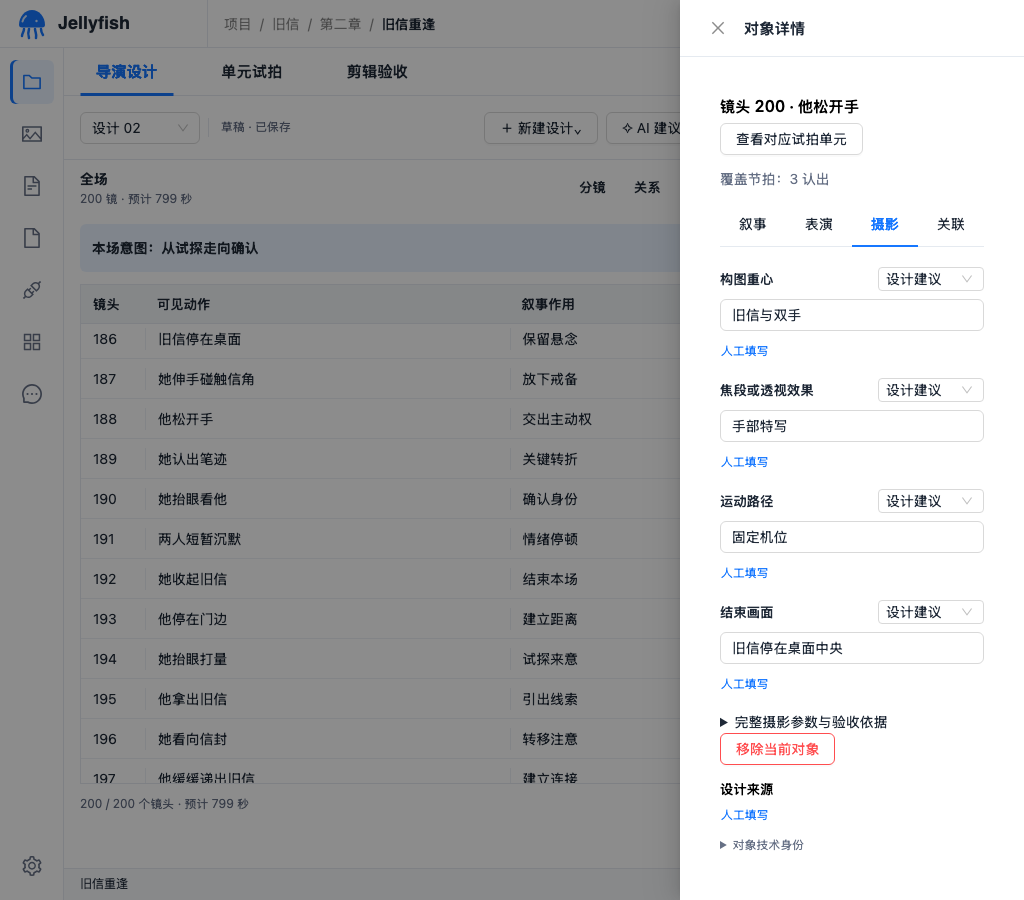 Jellyfish
项目 / 旧信 / 第二章 / 旧信重逢
导演设计 单元试拍 剪辑验收
设计 02 草稿 · 已保存 + 新建设计 AI 建议
全场
200 镜 · 预计 799 秒
分镜 关系
本场意图：从试探走向确认
镜头 可见动作 叙事作用
186 旧信停在桌面 保留悬念
187 她伸手碰触信角 放下戒备
188 他松开手 交出主动权
189 她认出笔迹 关键转折
190 她抬眼看他 确认身份
191 两人短暂沉默 情绪停顿
192 她收起旧信 结束本场
193 他停在门边 建立距离
194 她抬眼打量 试探来意
195 他拿出旧信 引出线索
196 她看向信封 转移注意
197 他缓缓递出旧信 建立连接
200 / 200 个镜头 · 预计 799 秒
旧信重逢
对象详情
镜头 200 · 他松开手
查看对应试拍单元
覆盖节拍：3 认出
叙事 表演 摄影 关联
构图重心 设计建议
旧信与双手
人工填写
焦段或透视效果 设计建议
手部特写
人工填写
运动路径 设计建议
固定机位
人工填写
结束画面 设计建议
旧信停在桌面中央
人工填写
完整摄影参数与验收依据
移除当前对象
设计来源
人工填写
对象技术身份